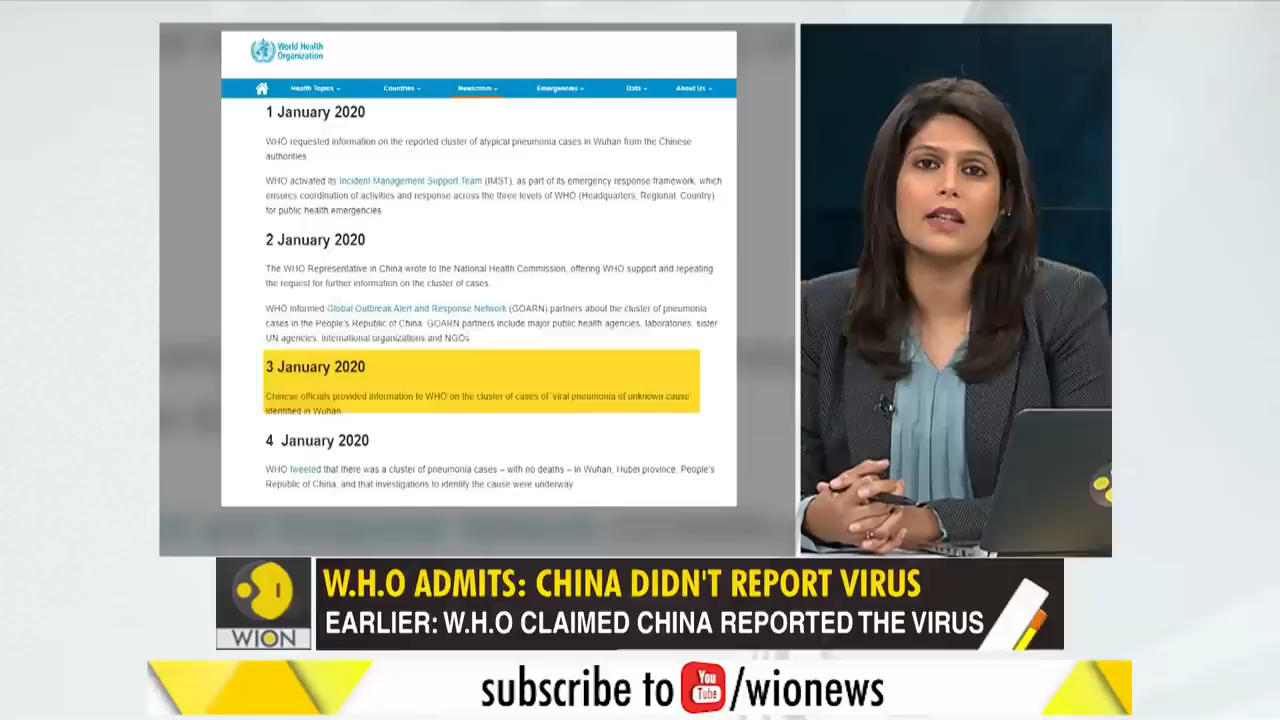 World Health
Organization
Health Topics
Countries
Newsroom
Emergencies
Data
About Us
1 January 2020
WHO requested information on the reported cluster of atypical pneumonia cases in Wuhan from the Chinese
authorities
WHO activated its Incident Management Support Team (IMST), as part of its emergency response framework, which
ensures coordination of activities and response across the three levels of WHO (Headquarters, Regional, Country)
for public health emergencies
2 January 2020
The WHO Representative in China wrote to the National Health Commission, offering WHO support and repeating
the request for further information on the cluster of cases.
WHO informed Global Outbreak Alert and Response Network (GOARN) partners about the cluster of pneumonia
cases in the People's Republic of China. GOARN partners include major public health agencies, laboratories, sister
UN agencies, international organizations and NGOs
3 January 2020
Chinese officials provided information to WHO on the cluster of cases of 'viral pneumonia of unknown cause'
identified in Wuhan
4 January 2020
WHO tweeted that there was a cluster of pneumonia cases – with no deaths – in Wuhan, Hubei province, People's
Republic of China, and that investigations to identify the cause were underway
WION
W.H.O ADMITS: CHINA DIDN'T REPORT VIRUS
EARLIER: W.H.O CLAIMED CHINA REPORTED THE VIRUS
subscribe to You Tube /wionews